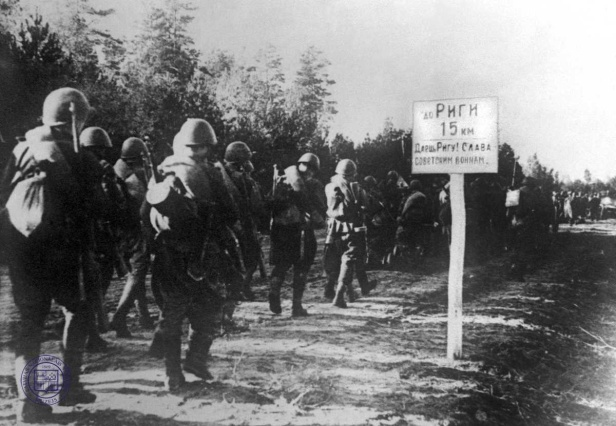 до Риги
15 км
Даешь Ригу! Слава
советским воинам.